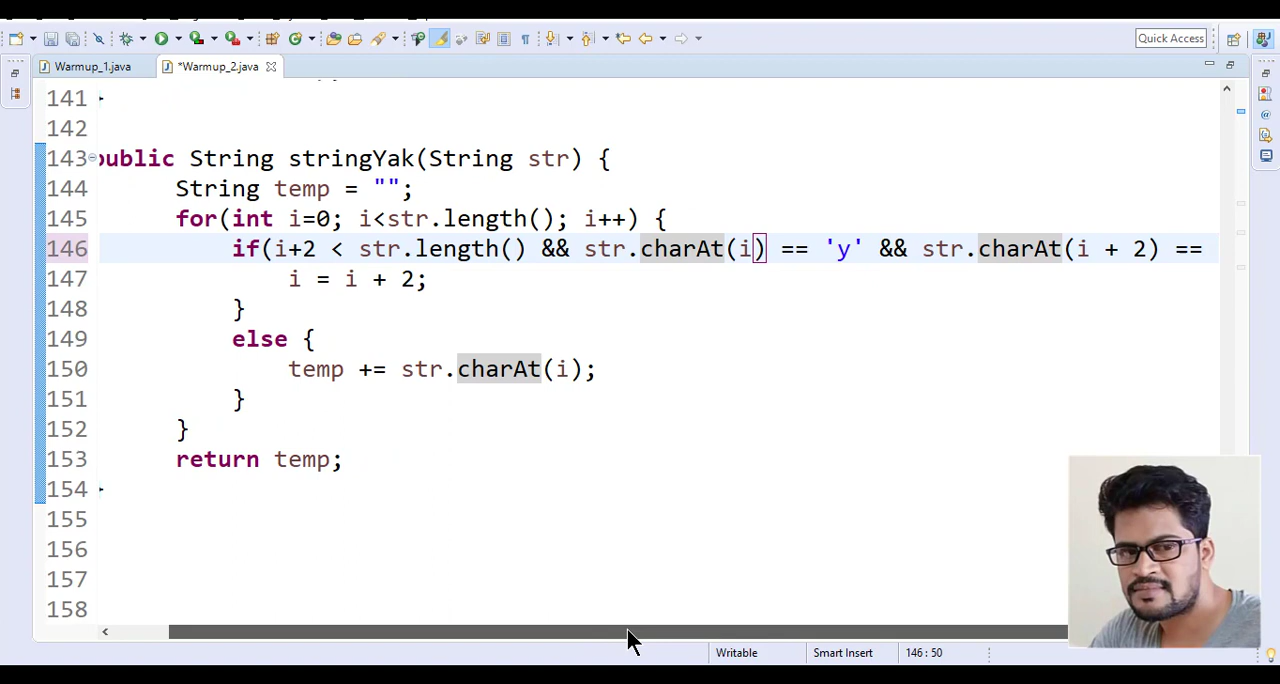 Quick Access
Warmup_1.java
*Warmup_2.java
141
142
143 public String stringYak(String str) {
144 String temp = "";
145 for(int i=0; i<str.length(); i++) {
146 if(i+2 < str.length() && str.charAt(i) == 'y' && str.charAt(i + 2) ==
147 i = i + 2;
148 }
149 else {
150 temp += str.charAt(i);
151 }
152 }
153 return temp;
154
155
156
157
158
Writable Smart Insert 146 : 50